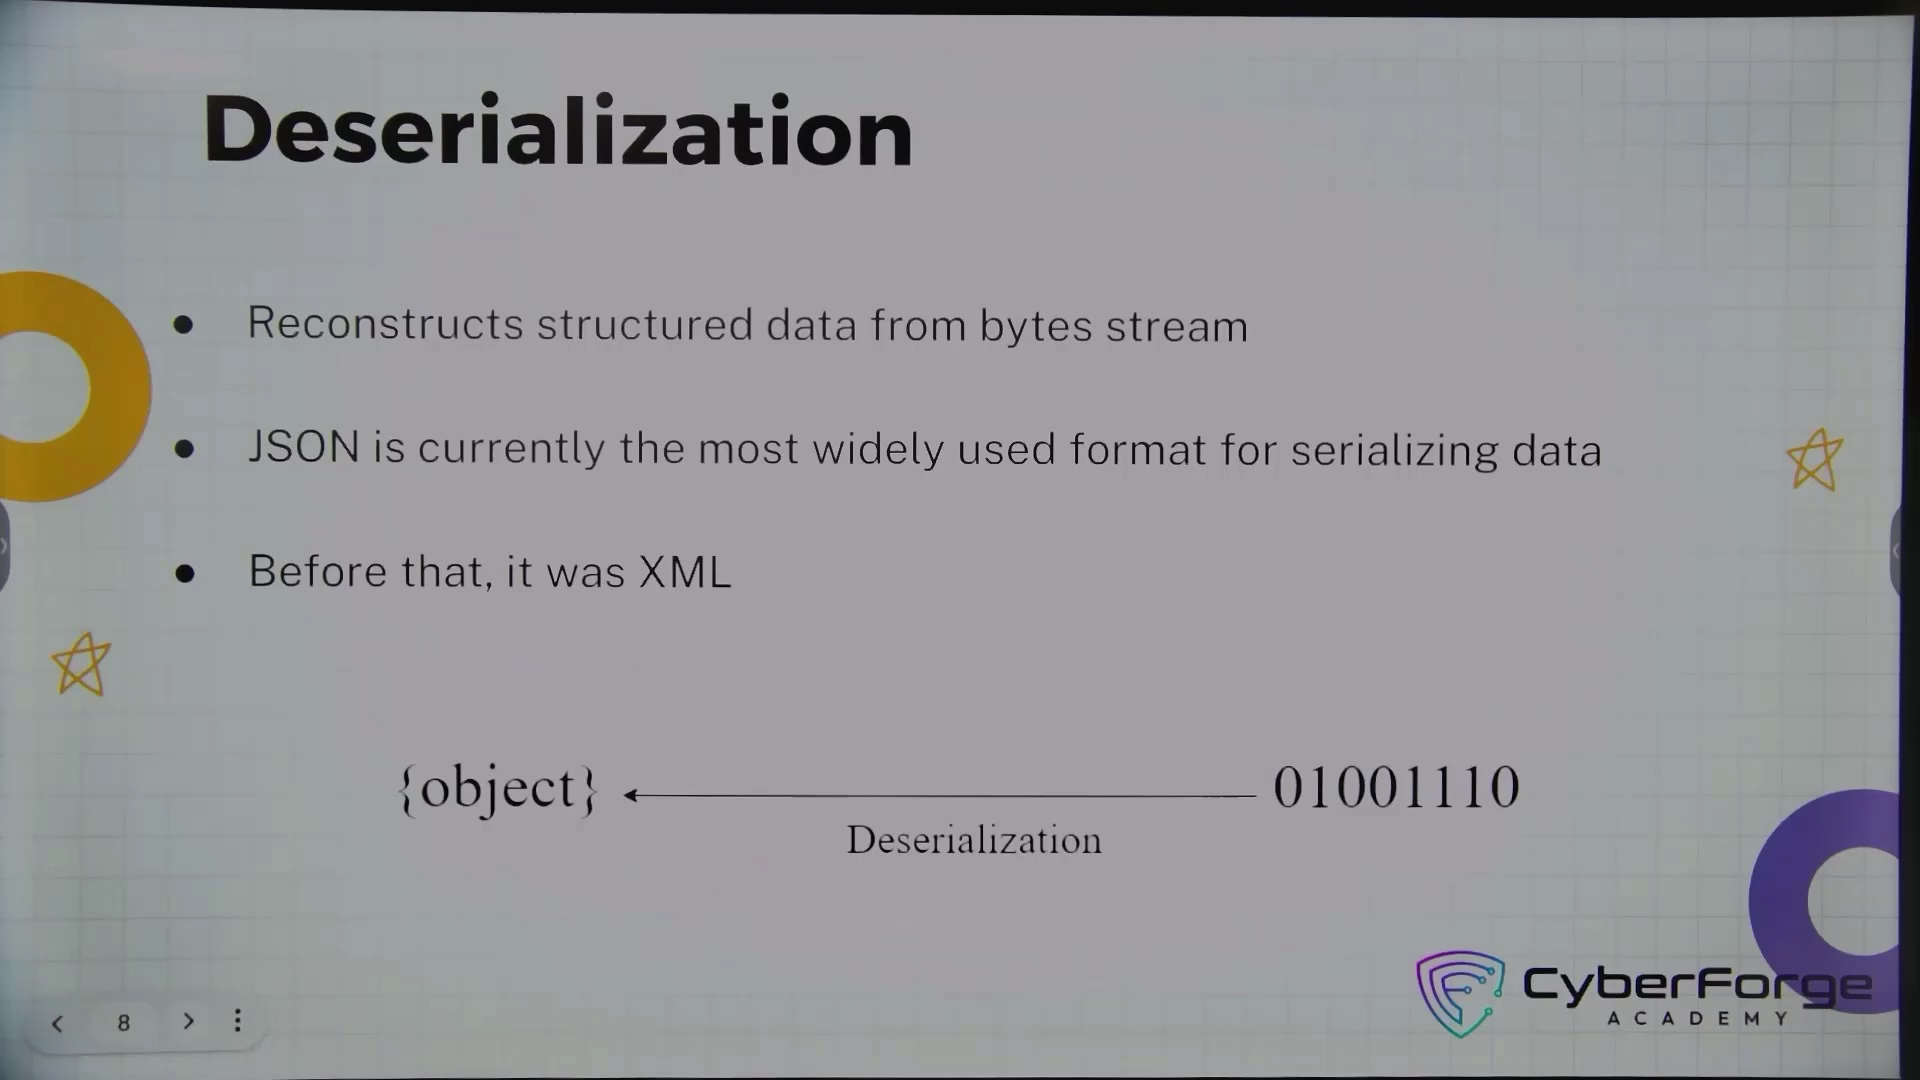 Deserialization
• Reconstructs structured data from bytes stream
• JSON is currently the most widely used format for serializing data
• Before that, it was XML
{object}
01001110
Deserialization
CyberForge
ACADEMY
8